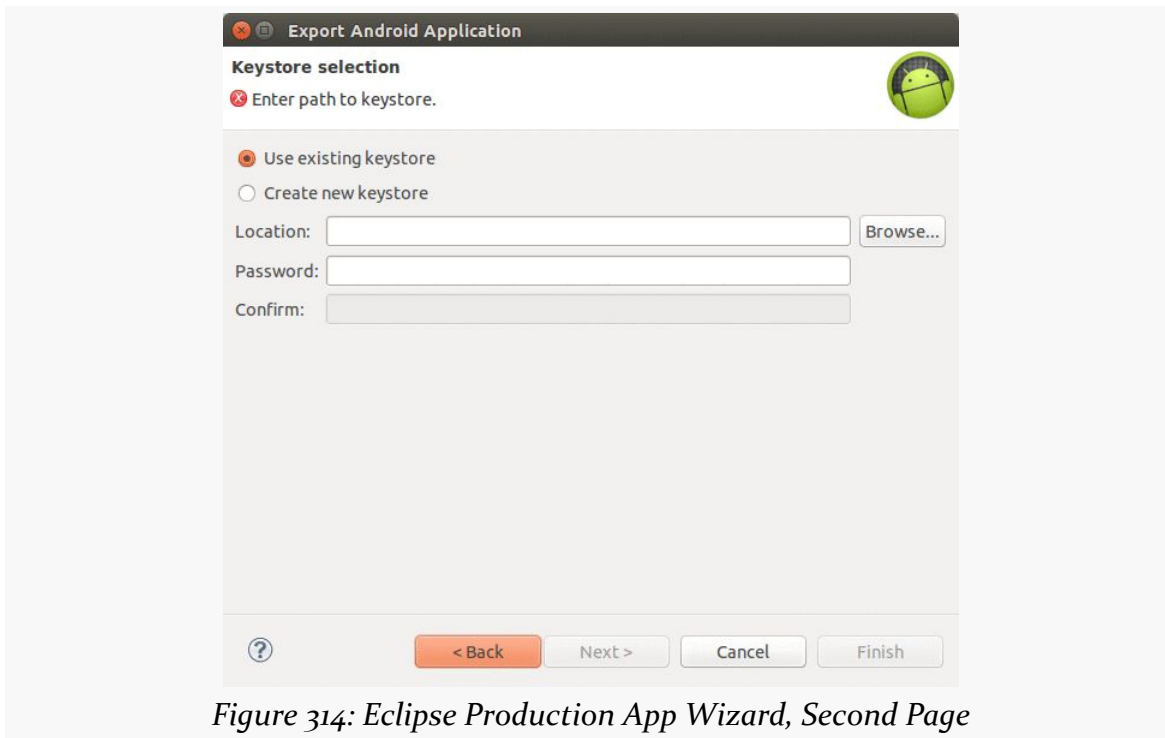 Export Android Application
Keystore selection
Enter path to keystore.
Use existing keystore
Create new keystore
Location:
Browse...
Password:
Confirm:
?
< Back
Next >
Cancel
Finish
Figure 314: Eclipse Production App Wizard, Second Page